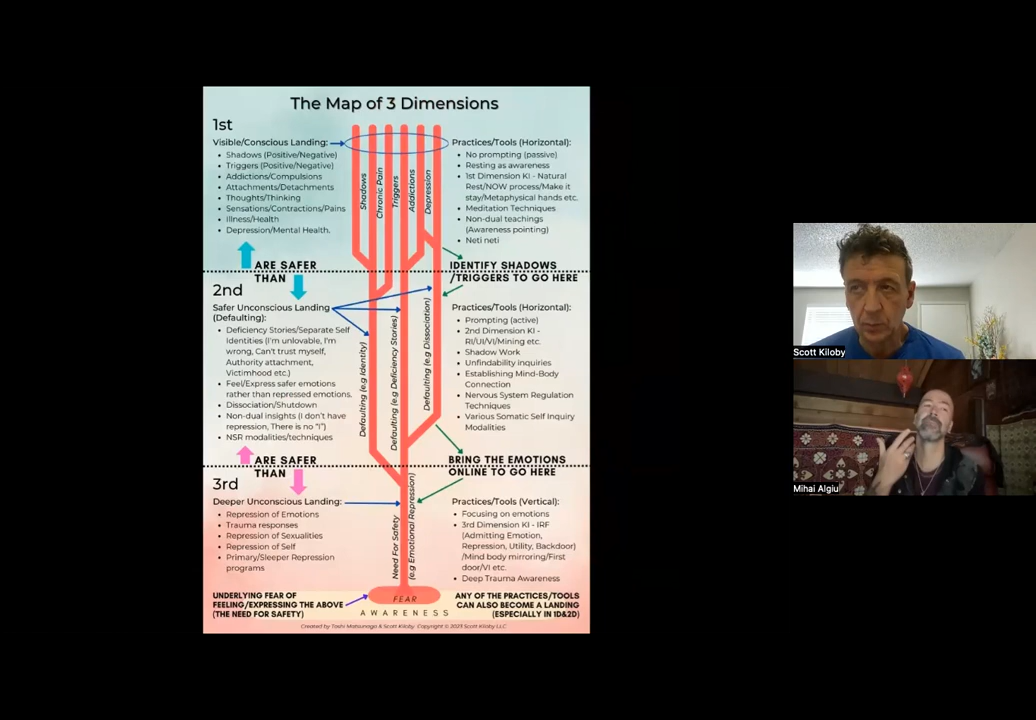 The Map of 3 Dimensions
1st
Visible/Conscious Landing:
Shadows (Positive/Negative)
Triggers (Positive/Negative)
Addictions/Compulsions
Attachments/Detachments
Thoughts/Thinking
Sensations/Contractions/Pains
Illness/Health
Depression/Mental Health.
Shadows
Chronic Pain
Triggers
Addictions
Depression
Practices/Tools (Horizontal):
No prompting (passive)
Resting as awareness
1st Dimension KI - Natural
Rest/NOW process/Make it
stay/Metaphysical hands etc.
Meditation Techniques
Non-dual teachings
(Awareness pointing)
Neti neti
ARE SAFER
THAN
IDENTIFY SHADOWS
/TRIGGERS TO GO HERE
2nd
Safer Unconscious Landing
(Defaulting):
Deficiency Stories/Separate Self
Identities (I'm unlovable, I'm
wrong, Can't trust myself,
Authority attachment,
Victimhood etc.)
Feel/Express safer emotions
rather than repressed emotions.
Dissociation/Shutdown
Non-dual insights (I don't have
repression, There is no "I")
NSR modalities/techniques
Defaulting (e.g Identity)
Defaulting (e.g Deficiency Stories)
Defaulting (e.g Dissociation)
Practices/Tools (Horizontal):
Prompting (active)
2nd Dimension KI -
RI/UI/VI/Mining etc.
Shadow Work
Unfindability inquiries
Establishing Mind-Body
Connection
Nervous System Regulation
Techniques
Various Somatic Self Inquiry
Modalities
ARE SAFER
THAN
BRING THE EMOTIONS
ONLINE TO GO HERE
3rd
Deeper Unconscious Landing:
Repression of Emotions
Trauma responses
Repression of Sexualities
Repression of Self
Primary/Sleeper Repression
programs
Need For Safety
(e.g Emotional Repression)
Practices/Tools (Vertical):
Focusing on emotions
3rd Dimension KI - IRF
(Admitting Emotion,
Repression, Utility, Backdoor)
/Mind body mirroring/First
door/VI etc.
Deep Trauma Awareness
UNDERLYING FEAR OF
FEELING/EXPRESSING THE ABOVE
(THE NEED FOR SAFETY)
FEAR
AWARENESS
ANY OF THE PRACTICES/TOOLS
CAN ALSO BECOME A LANDING
(ESPECIALLY IN 1D&2D)
Created by Toshi Matsunaga & Scott Kiloby. Copyright © 2023 Scott Kiloby LLC
Scott Kiloby
Mihai Algiu